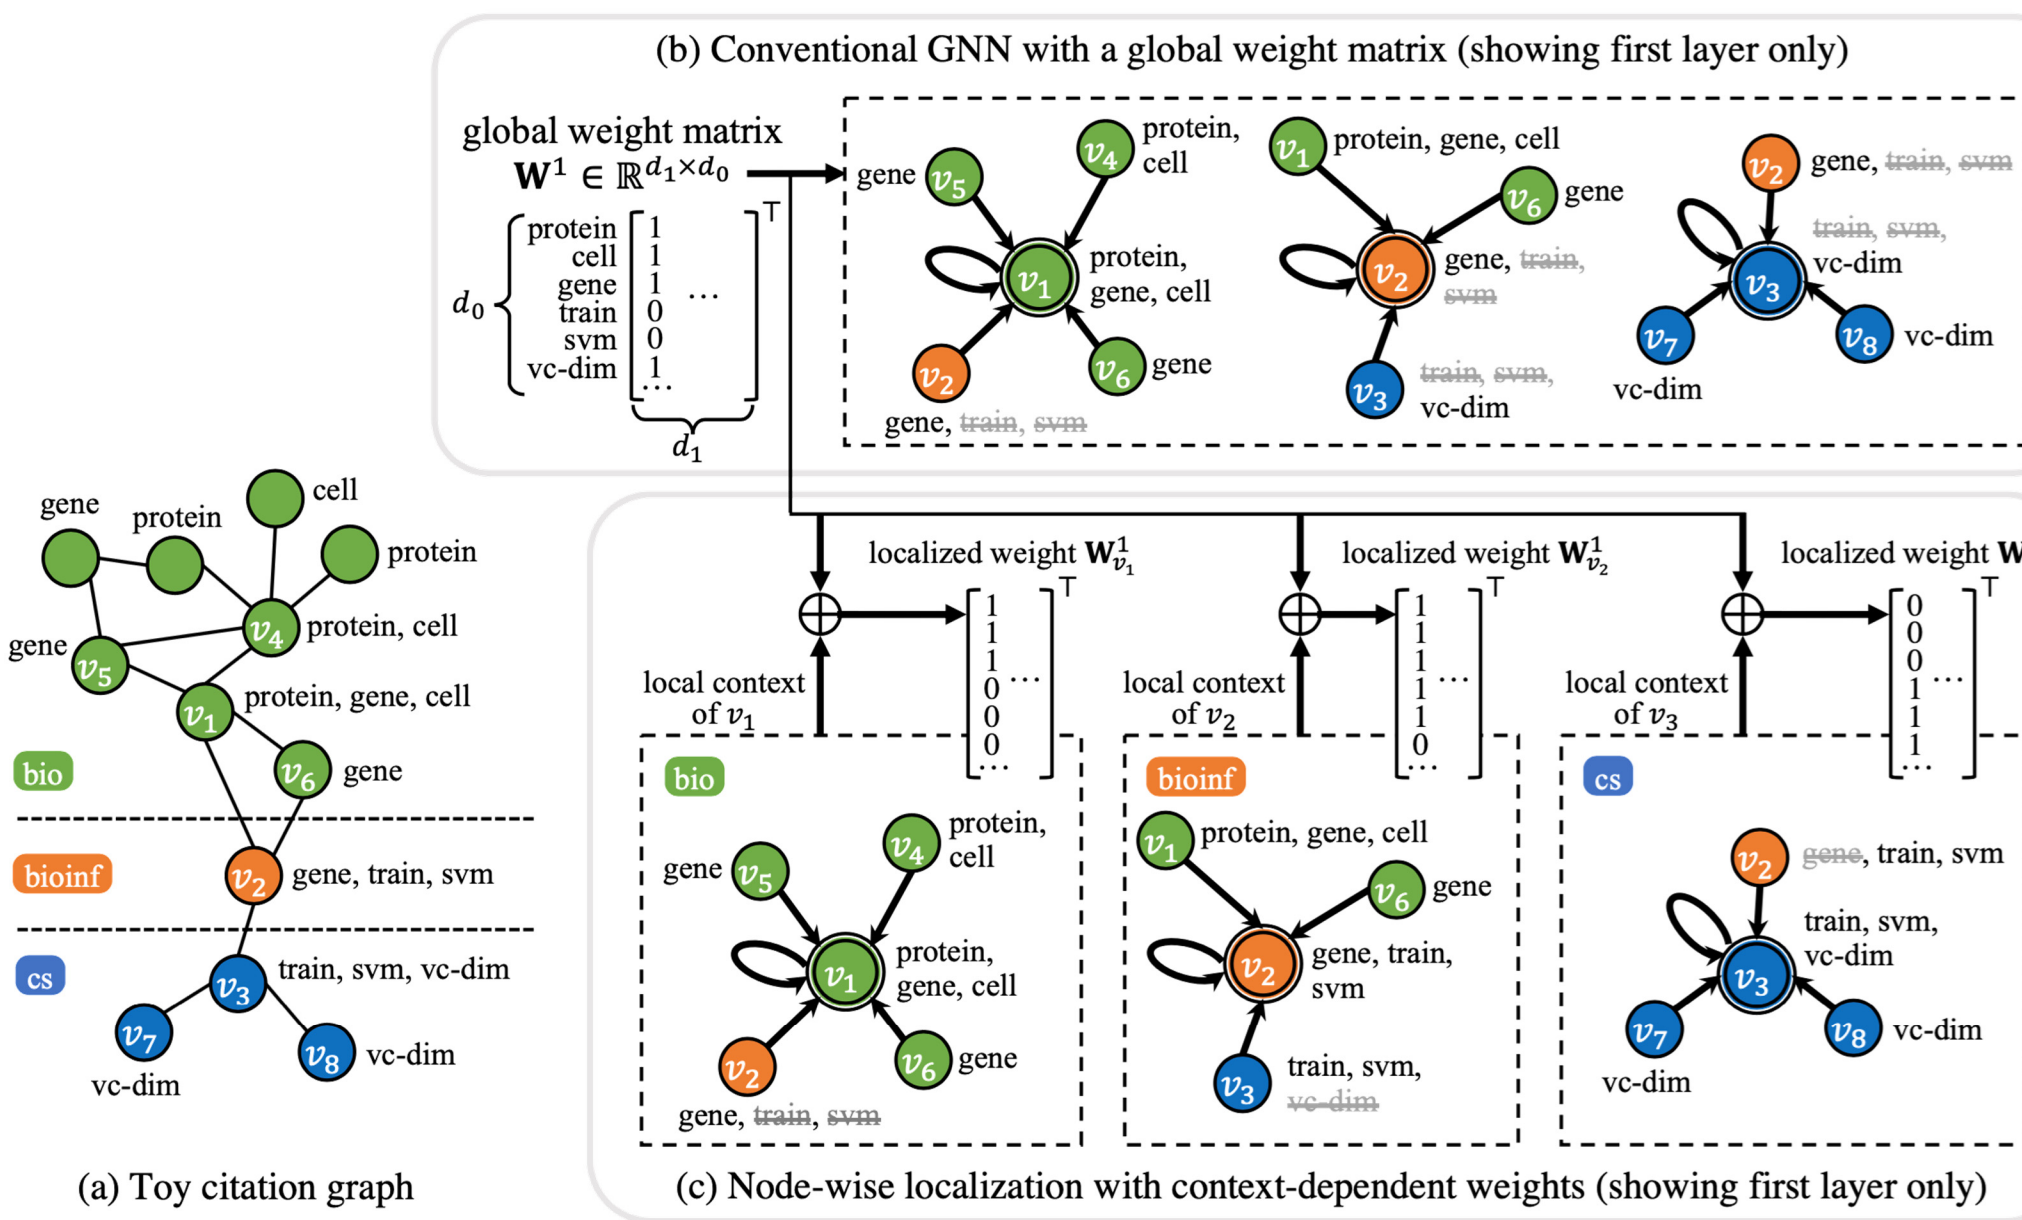 (b) Conventional GNN with a global weight matrix (showing first layer only)
global weight matrix
W¹ ∈ ℝ^{d₁×d₀}
protein
cell
gene
train
svm
vc-dim
d₀
1
1
1
0
0
1
...
...
⊤
d₁
gene
v₅
v₄
protein,
cell
v₁
protein,
gene, cell
v₂
gene, train, svm
v₆
gene
v₁
protein, gene, cell
v₆
gene
v₂
gene, train,
svm
v₃
train, svm,
vc-dim
v₂
gene, train, svm
train, svm,
vc-dim
v₃
v₇
vc-dim
v₈
vc-dim
gene
protein
cell
protein
v₄
protein, cell
gene
v₅
v₁
protein, gene, cell
v₆
gene
bio
bioinf
v₂
gene, train, svm
cs
v₃
train, svm, vc-dim
v₇
vc-dim
v₈
vc-dim
(a) Toy citation graph
localized weight W¹_{v₁}
1
1
1
0
0
0
...
...
⊤
local context
of v₁
bio
gene
v₅
v₄
protein,
cell
v₁
protein,
gene, cell
v₂
gene, train, svm
v₆
gene
localized weight W¹_{v₂}
1
1
1
1
1
0
...
...
⊤
local context
of v₂
bioinf
v₁
protein, gene, cell
v₆
gene
v₂
gene, train,
svm
v₃
train, svm,
vc-dim
localized weight W
0
0
0
1
1
1
...
...
⊤
local context
of v₃
cs
v₂
gene, train, svm
train, svm,
vc-dim
v₃
v₇
vc-dim
v₈
vc-dim
(c) Node-wise localization with context-dependent weights (showing first layer only)